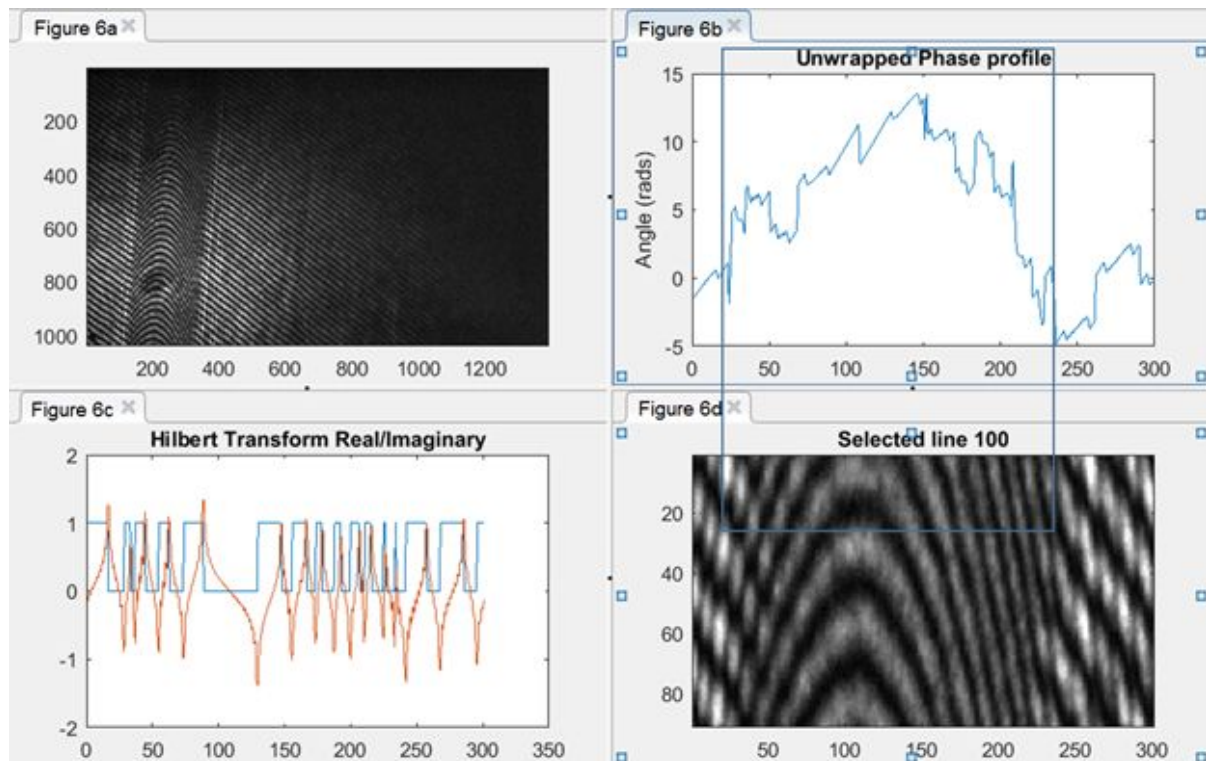 Figure 6a
200
400
600
800
1000
200 400 600 800 1000 1200
Figure 6b
Unwrapped Phase profile
Angle (rads)
15
10
5
0
-5
0 50 100 150 200 250 300
Figure 6c
Hilbert Transform Real/Imaginary
2
1
0
-1
-2
0 50 100 150 200 250 300 350
Figure 6d
Selected line 100
20
40
60
80
50 100 150 200 250 300